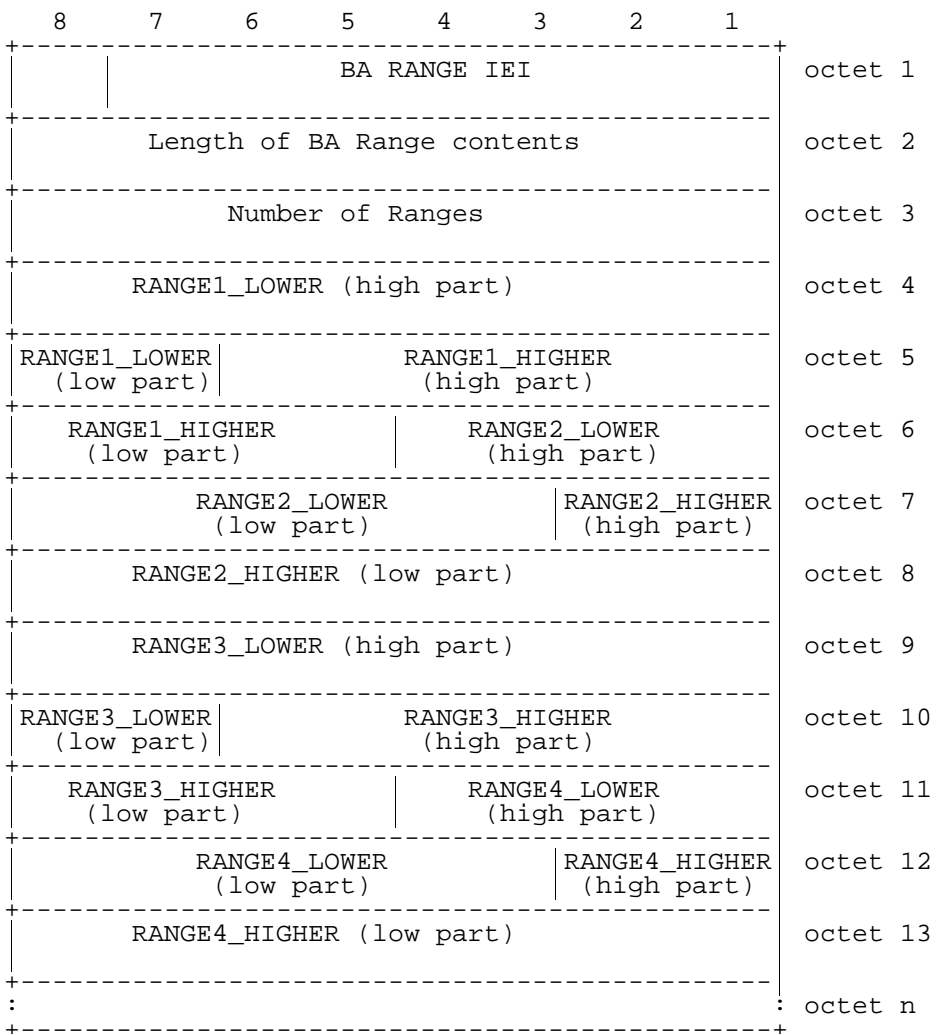 8 7 6 5 4 3 2 1
BA RANGE IEI octet 1
Length of BA Range contents octet 2
Number of Ranges octet 3
RANGE1_LOWER (high part) octet 4
RANGE1_LOWER RANGE1_HIGHER octet 5
(low part) (high part)
RANGE1_HIGHER RANGE2_LOWER octet 6
(low part) (high part)
RANGE2_LOWER RANGE2_HIGHER octet 7
(low part) (high part)
RANGE2_HIGHER (low part) octet 8
RANGE3_LOWER (high part) octet 9
RANGE3_LOWER RANGE3_HIGHER octet 10
(low part) (high part)
RANGE3_HIGHER RANGE4_LOWER octet 11
(low part) (high part)
RANGE4_LOWER RANGE4_HIGHER octet 12
(low part) (high part)
RANGE4_HIGHER (low part) octet 13
: : octet n